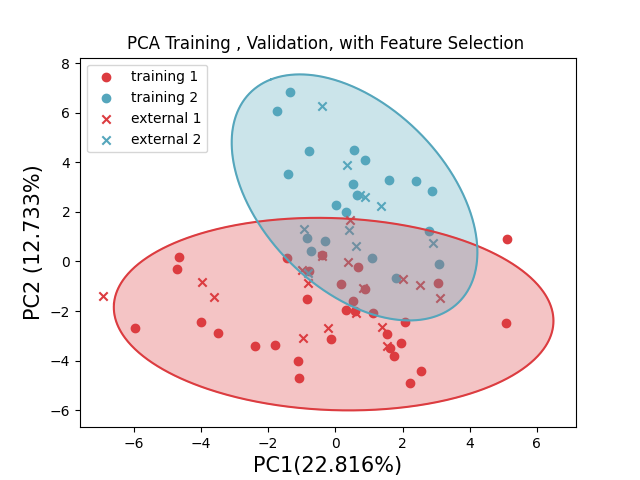 PCA Training , Validation, with Feature Selection
training 1
training 2
external 1
external 2
8
6
4
2
0
−2
−4
−6
PC2 (12.733%)
−6 −4 −2 0 2 4 6
PC1(22.816%)